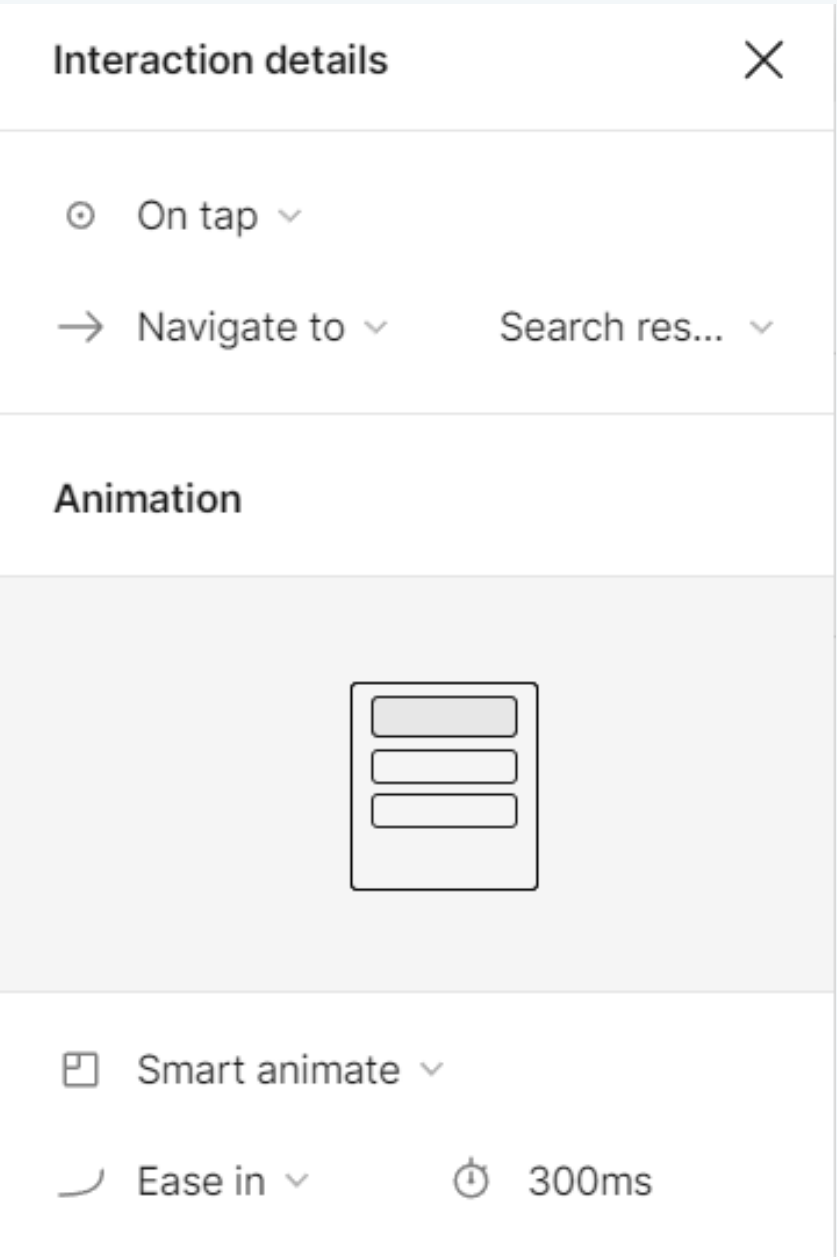 Interaction details
On tap
Navigate to Search res...
Animation
Smart animate
Ease in 300ms